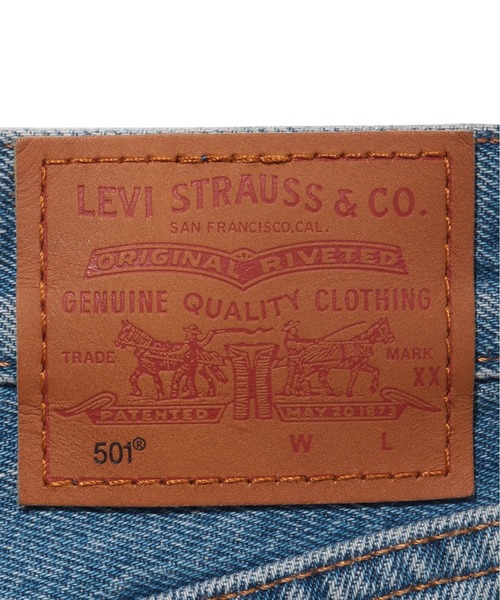 LEVI STRAUSS & CO.
SAN FRANCISCO, CAL.
ORIGINAL RIVETED
GENUINE QUALITY CLOTHING
TRADE MARK
XX
PATENTED MAY 20 1873
501® W L